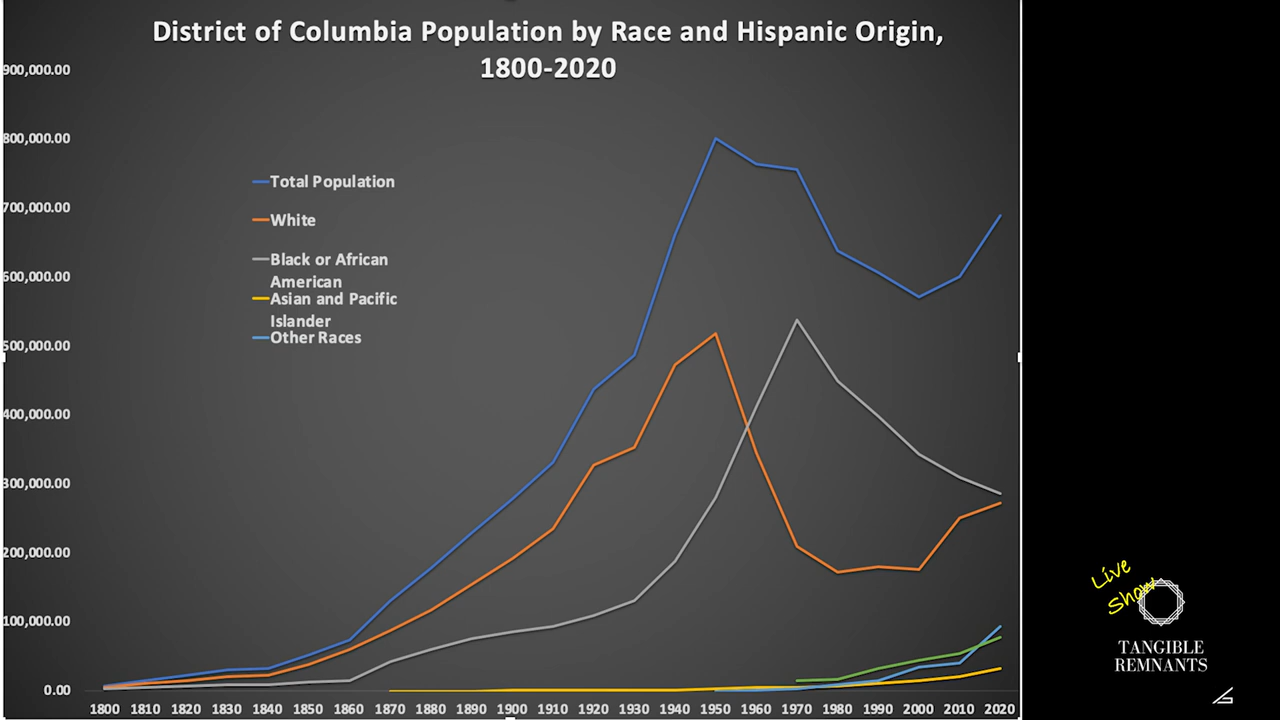 District of Columbia Population by Race and Hispanic Origin,
1800-2020
900,000.00
800,000.00
700,000.00
600,000.00
500,000.00
400,000.00
300,000.00
200,000.00
100,000.00
0.00
Total Population
White
Black or African
American
Asian and Pacific
Islander
Other Races
1800 1810 1820 1830 1840 1850 1860 1870 1880 1890 1900 1910 1920 1930 1940 1950 1960 1970 1980 1990 2000 2010 2020
Live
Show
TANGIBLE
REMNANTS